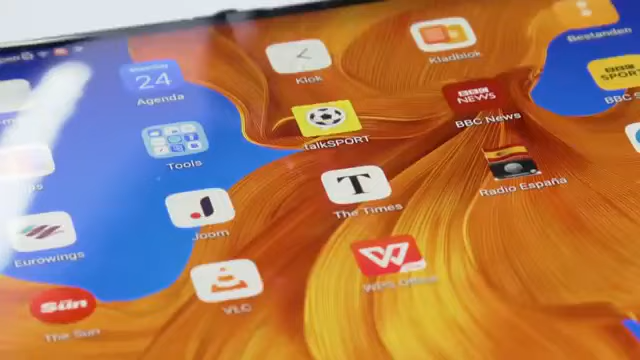 24
Agenda
Klok
Kladblok
Bestanden
Tools
TalkSPORT
BBC
NEWS
BBC News
BBC
SPORT
BBC S
J
Joom
T
The Times
Radio España
Eurowings
VLC
W
WPS Office
The Sun
The Sun